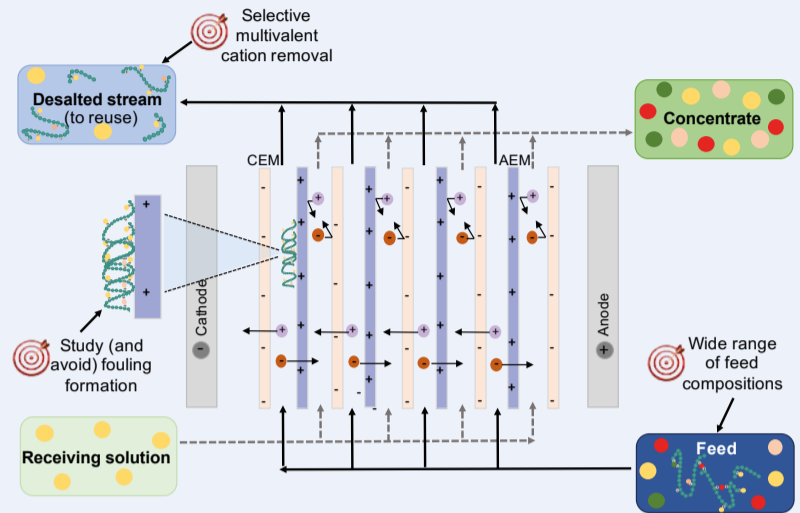 Selective
multivalent
cation removal
Desalted stream
(to reuse)
Concentrate
CEM
AEM
Cathode
-
Anode
+
Study (and
avoid) fouling
formation
Wide range
of feed
compositions
Receiving solution
Feed